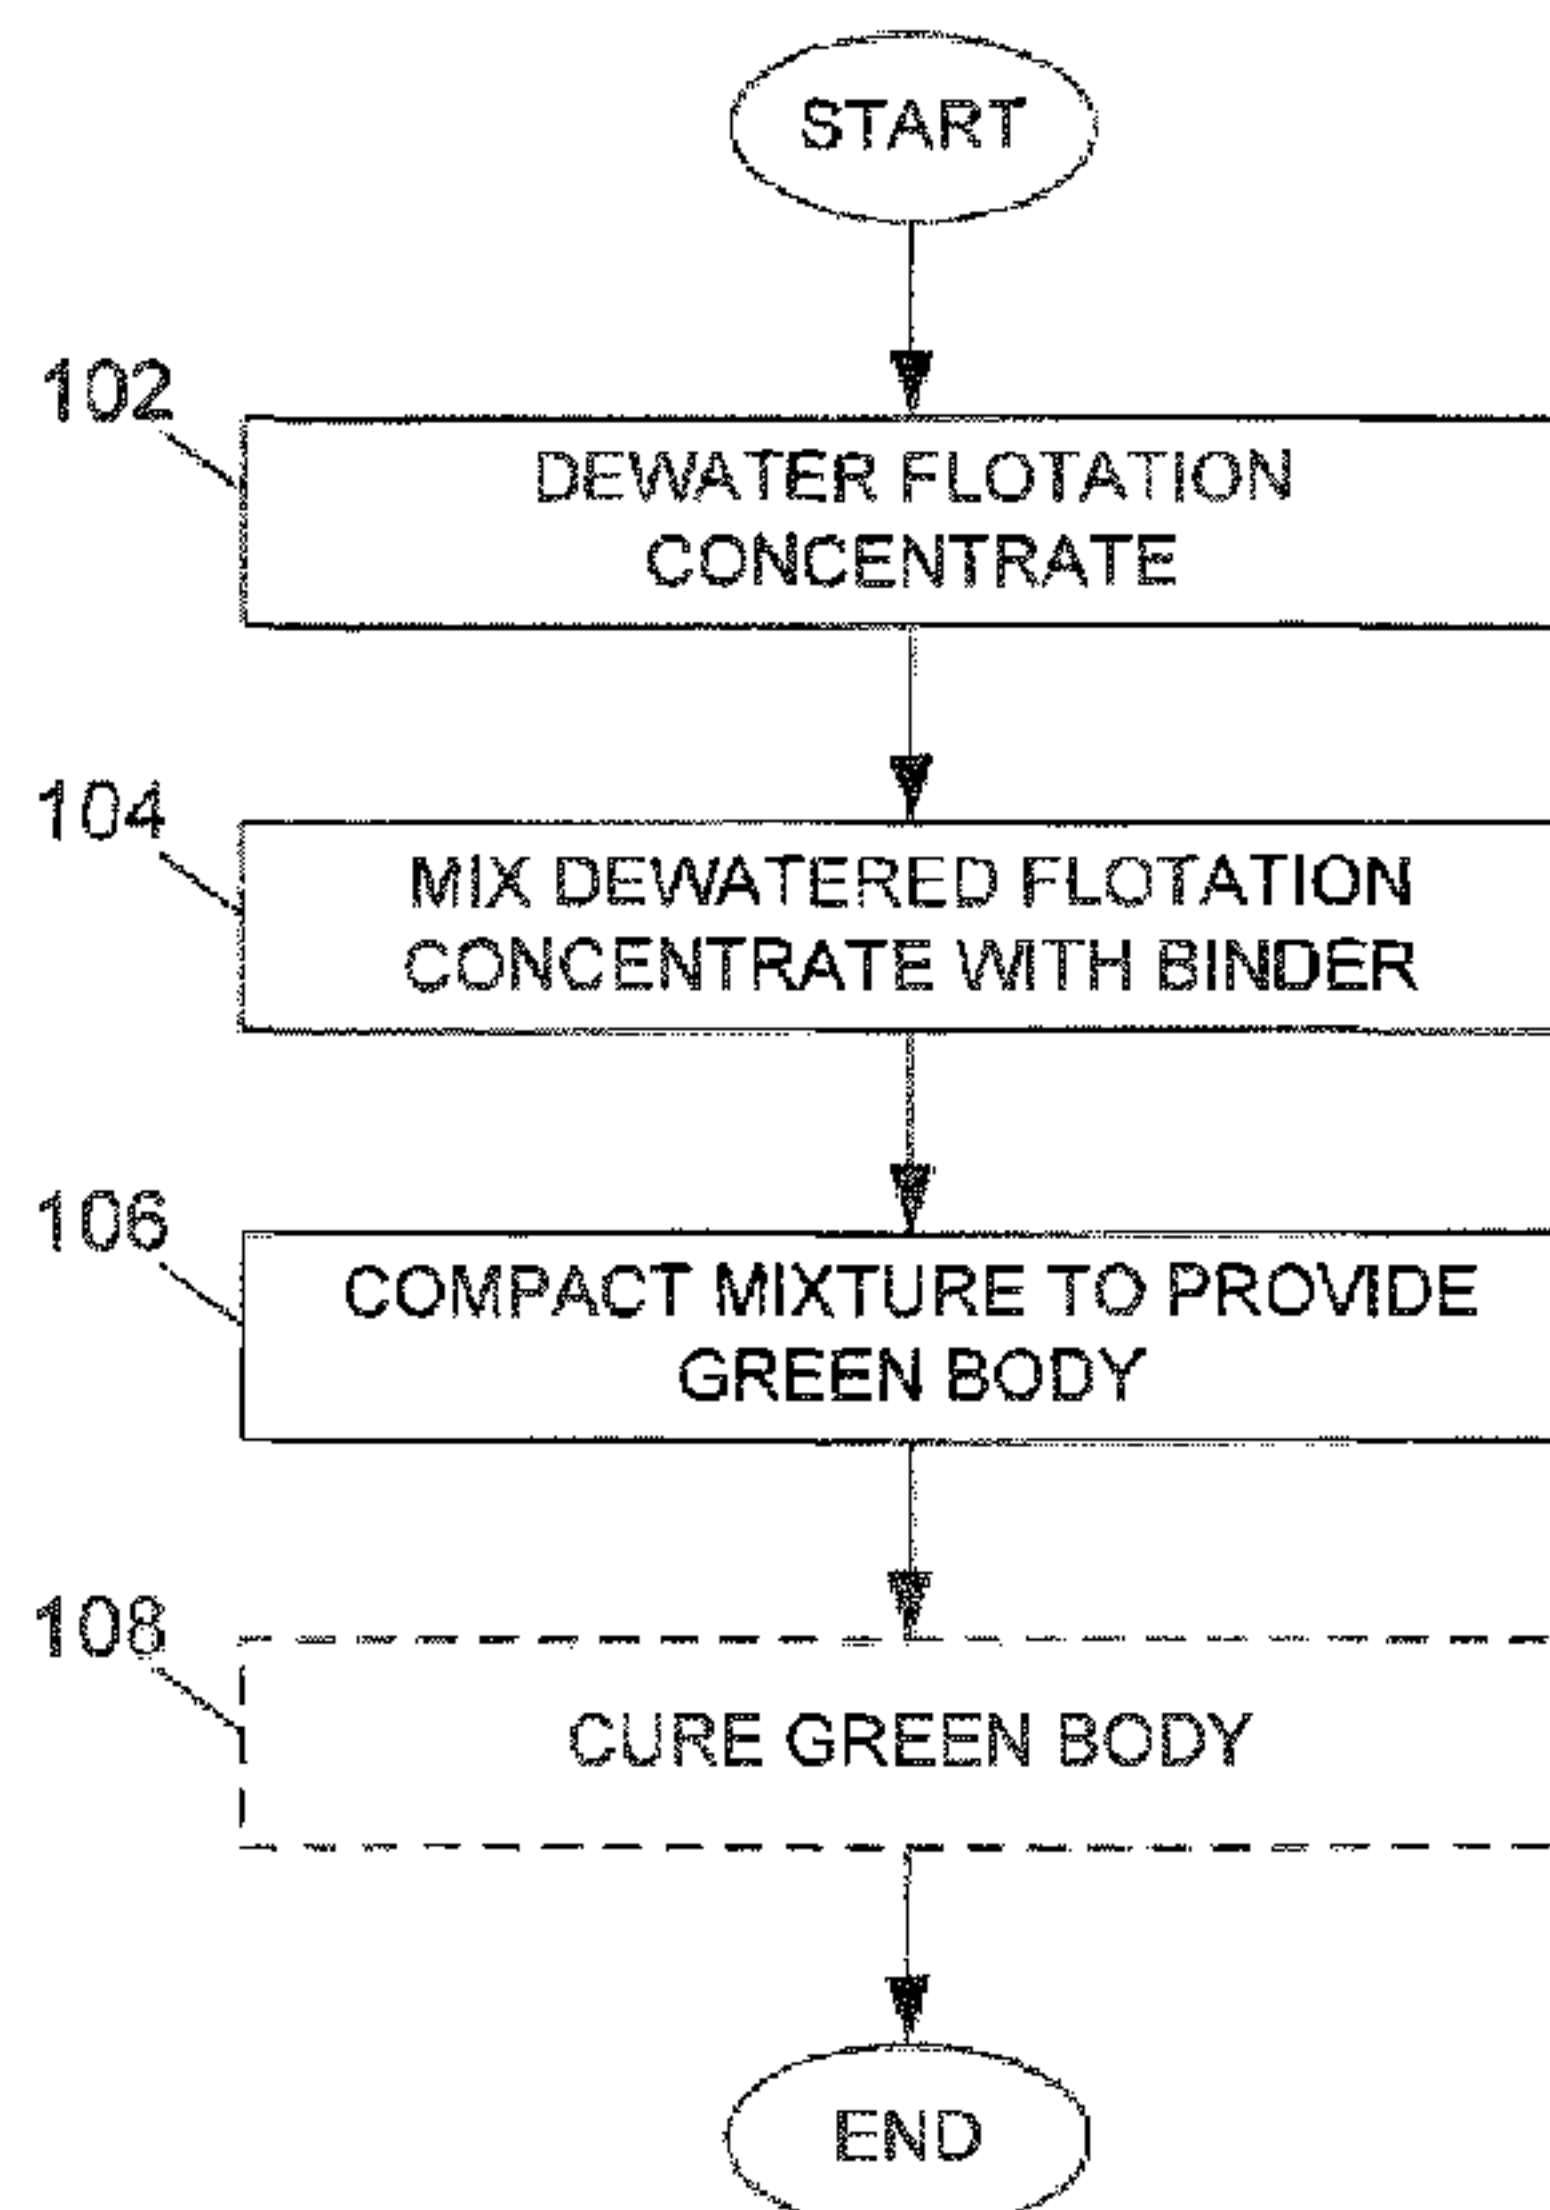 START
102
DEWATER FLOTATION
CONCENTRATE
104
MIX DEWATERED FLOTATION
CONCENTRATE WITH BINDER
106
COMPACT MIXTURE TO PROVIDE
GREEN BODY
108
CURE GREEN BODY
END